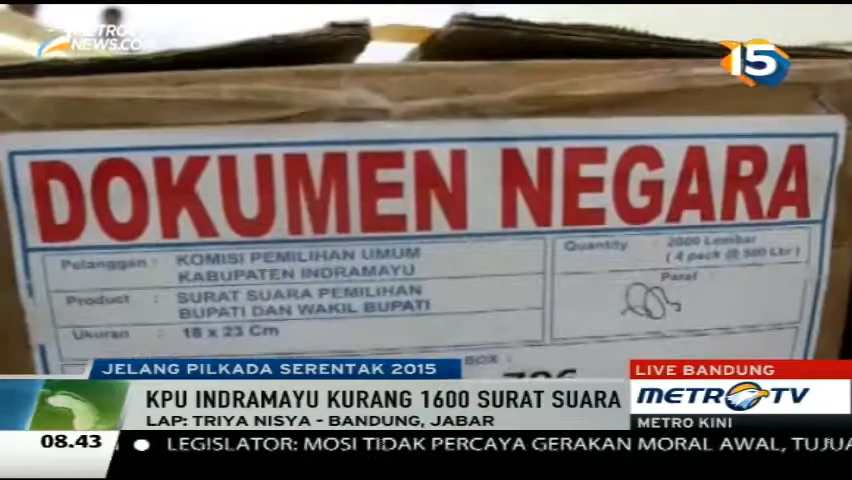 METROTV
NEWS.COM
15
DOKUMEN NEGARA
Pelanggan : KOMISI PEMILIHAN UMUM
KABUPATEN INDRAMAYU
Product : SURAT SUARA PEMILIHAN
BUPATI DAN WAKIL BUPATI
Ukuran : 18 x 23 Cm
Quantity : 2000 Lembar
( 4 pack @ 500 Lbr )
Paraf :
BOX :
JELANG PILKADA SERENTAK 2015
KPU INDRAMAYU KURANG 1600 SURAT SUARA
LAP: TRIYA NISYA - BANDUNG, JABAR
LIVE BANDUNG
METRO TV
METRO KINI
08.43
LEGISLATOR: MOSI TIDAK PERCAYA GERAKAN MORAL AWAL, TUJUA